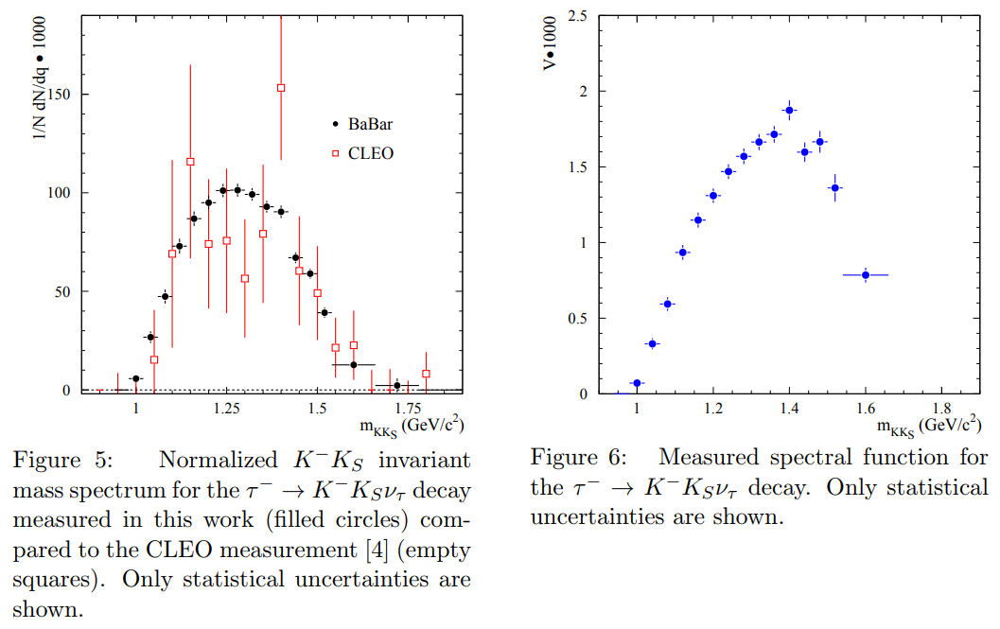 1/N dN/dq • 1000
150
100
50
0
BaBar
CLEO
1
1.25
1.5
1.75
m_KK_S (GeV/c²)
Figure 5: Normalized K⁻K_S invariant
mass spectrum for the τ⁻ → K⁻K_Sν_τ decay
measured in this work (filled circles) com-
pared to the CLEO measurement [4] (empty
squares). Only statistical uncertainties are
shown.
V•1000
2.5
2
1.5
1
0.5
0
1
1.2
1.4
1.6
1.8
m_KK_S (GeV/c²)
Figure 6: Measured spectral function for
the τ⁻ → K⁻K_Sν_τ decay. Only statistical
uncertainties are shown.